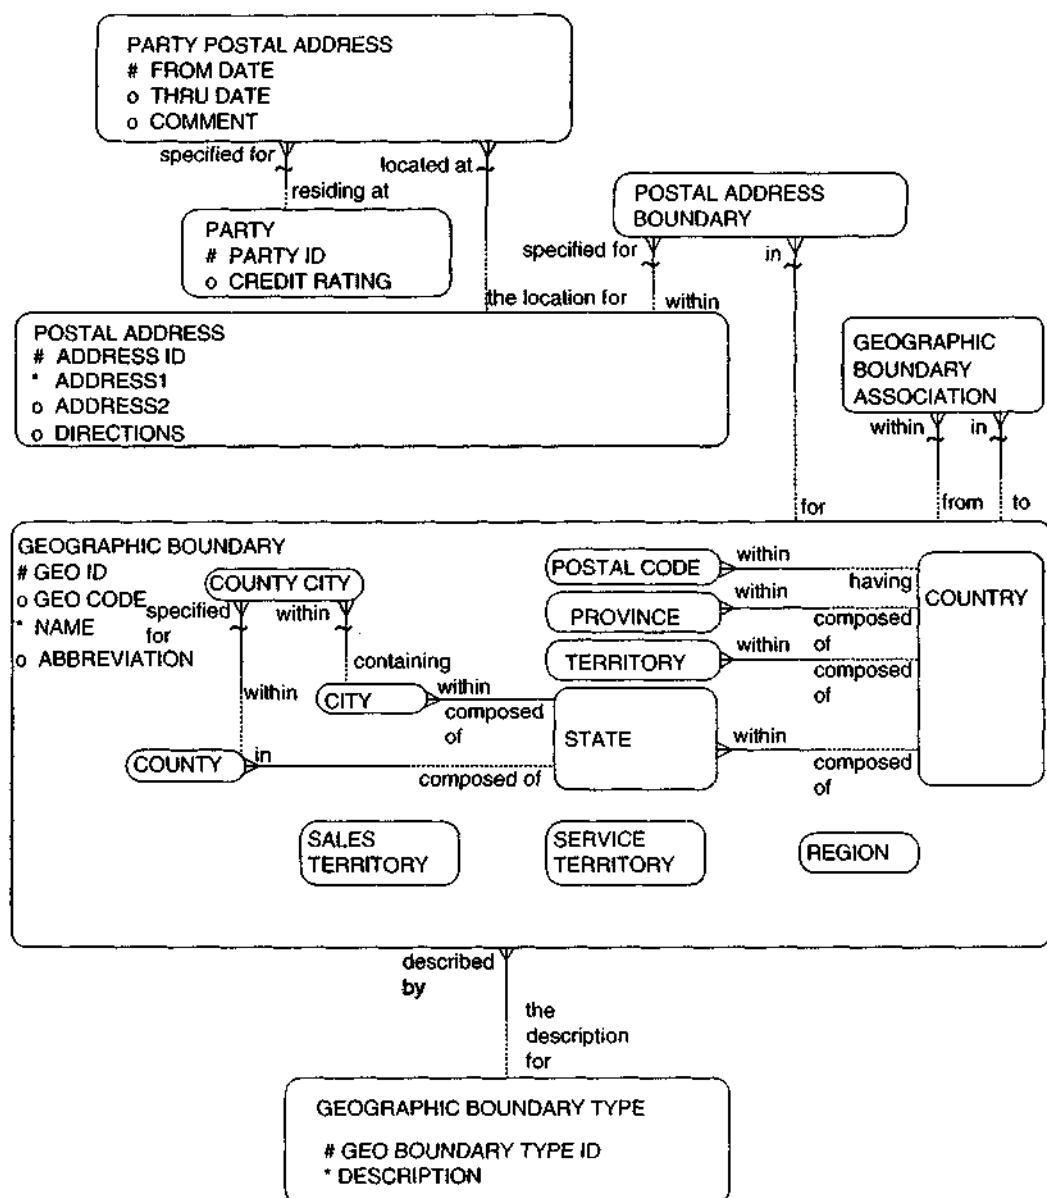 PARTY POSTAL ADDRESS
# FROM DATE
o THRU DATE
o COMMENT
specified for
located at
residing at
PARTY
# PARTY ID
o CREDIT RATING
POSTAL ADDRESS
BOUNDARY
specified for
in
the location for
within
POSTAL ADDRESS
# ADDRESS ID
* ADDRESS1
o ADDRESS2
o DIRECTIONS
GEOGRAPHIC
BOUNDARY
ASSOCIATION
within
in
for
from
to
GEOGRAPHIC BOUNDARY
# GEO ID
o GEO CODE
* NAME
o ABBREVIATION
COUNTY CITY
specified
for
within
containing
within
CITY
within
composed
of
COUNTY
in
composed of
STATE
POSTAL CODE
within
having
PROVINCE
within
composed
of
TERRITORY
within
composed
of
within
composed
of
COUNTRY
SALES
TERRITORY
SERVICE
TERRITORY
REGION
described
by
the
description
for
GEOGRAPHIC BOUNDARY TYPE
# GEO BOUNDARY TYPE ID
* DESCRIPTION